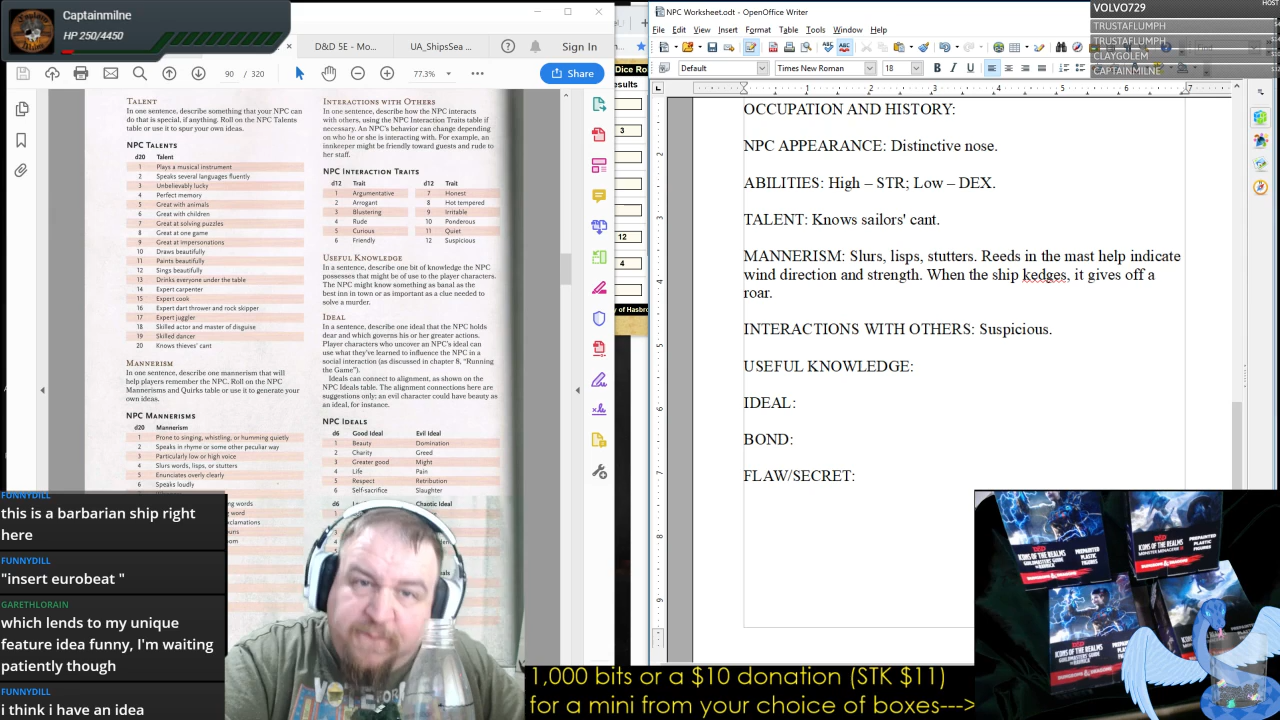 Captainmilne
HP 250/4450
D&D 5E - Mo...
UA_ShipsSea...
Sign In
90 / 320
77.3%
Share
TALENT
In one sentence, describe something that your NPC can
do that is special, if anything. Roll on the NPC Talents
table or use it to spur your own ideas.
NPC TALENTS
d20 Talent
1 Plays a musical instrument
2 Speaks several languages fluently
3 Unbelievably lucky
4 Perfect memory
5 Great with animals
6 Great with children
7 Great at solving puzzles
8 Great at one game
9 Great at impersonations
10 Draws beautifully
11 Paints beautifully
12 Sings beautifully
13 Drinks everyone under the table
14 Expert carpenter
15 Expert cook
16 Expert dart thrower and rock skipper
17 Expert juggler
18 Skilled actor and master of disguise
19 Skilled dancer
20 Knows thieves' cant
MANNERISM
In one sentence, describe one mannerism that will
help players remember the NPC. Roll on the NPC
Mannerisms and Quirks table or use it to generate your
own ideas.
NPC MANNERISMS
d20 Mannerism
1 Prone to singing, whistling, or humming quietly
2 Speaks in rhyme or some other peculiar way
3 Particularly low or high voice
4 Slurs words, lisps, or stutters
5 Enunciates overly clearly
6 Speaks loudly
INTERACTIONS WITH OTHERS
In one sentence, describe how the NPC interacts
with others, using the NPC Interaction Traits table if
necessary. An NPC's behavior can change depending
on who he or she is interacting with. For example, an
innkeeper might be friendly toward guests and rude to
her staff.
NPC INTERACTION TRAITS
d12 Trait d12 Trait
1 Argumentative 7 Honest
2 Arrogant 8 Hot tempered
3 Blustering 9 Irritable
4 Rude 10 Ponderous
5 Curious 11 Quiet
6 Friendly 12 Suspicious
USEFUL KNOWLEDGE
In a sentence, describe one bit of knowledge the NPC
possesses that might be of use to the player characters.
The NPC might know something as banal as the
best inn in town or as important as a clue needed to
solve a murder.
IDEAL
In a sentence, describe one ideal that the NPC holds
dear and which governs his or her greater actions.
Player characters who uncover an NPC's ideal can
use what they've learned to influence the NPC in a
social interaction (as discussed in chapter 8, "Running
the Game").
Ideals can connect to alignment, as shown on the
NPC Ideals table. The alignment connections here are
suggestions only; an evil character could have beauty as
an ideal, for instance.
NPC IDEALS
d6 Good Ideal Evil Ideal
1 Beauty Domination
2 Charity Greed
3 Greater good Might
4 Life Pain
5 Respect Retribution
6 Self-sacrifice Slaughter
Chaotic Ideal
Dice Ro
esults
3
12
4
y of Hasbro
NPC Worksheet.odt - OpenOffice Writer
File Edit View Insert Format Table Tools Window Help
Default
Times New Roman
18
OCCUPATION AND HISTORY:
NPC APPEARANCE: Distinctive nose.
ABILITIES: High – STR; Low – DEX.
TALENT: Knows sailors' cant.
MANNERISM: Slurs, lisps, stutters. Reeds in the mast help indicate
wind direction and strength. When the ship kedges, it gives off a
roar.
INTERACTIONS WITH OTHERS: Suspicious.
USEFUL KNOWLEDGE:
IDEAL:
BOND:
FLAW/SECRET:
VOLVO729
HOST
TRUSTAFLUMPH
TRUSTAFLUMPH
CLAYGOLEM
CAPTAINMILNE
FUNNYDILL
this is a barbarian ship right
here
FUNNYDILL
"insert eurobeat "
GARETHLORAIN
which lends to my unique
feature idea funny, I'm waiting
patiently though
FUNNYDILL
i think i have an idea
1,000 bits or a $10 donation (STK $11)
for a mini from your choice of boxes--->
ICONS OF THE REALMS
PREPAINTED
PLASTIC
FIGURES